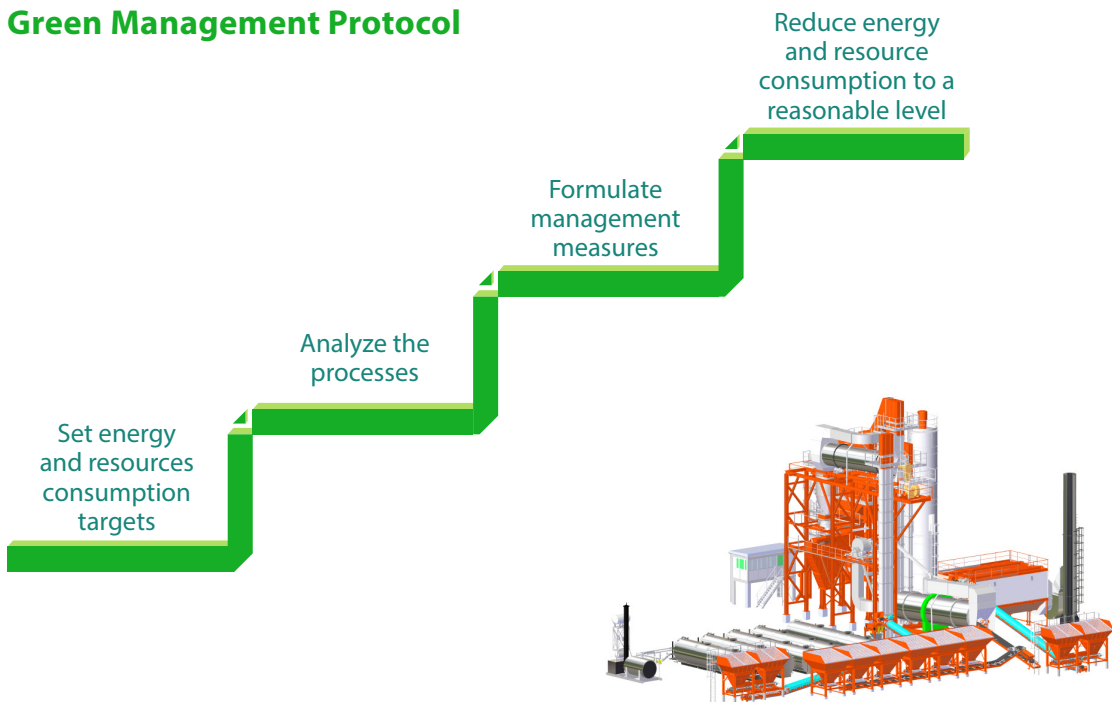 Green Management Protocol
Set energy
and resources
consumption
targets
Analyze the
processes
Formulate
management
measures
Reduce energy
and resource
consumption to a
reasonable level